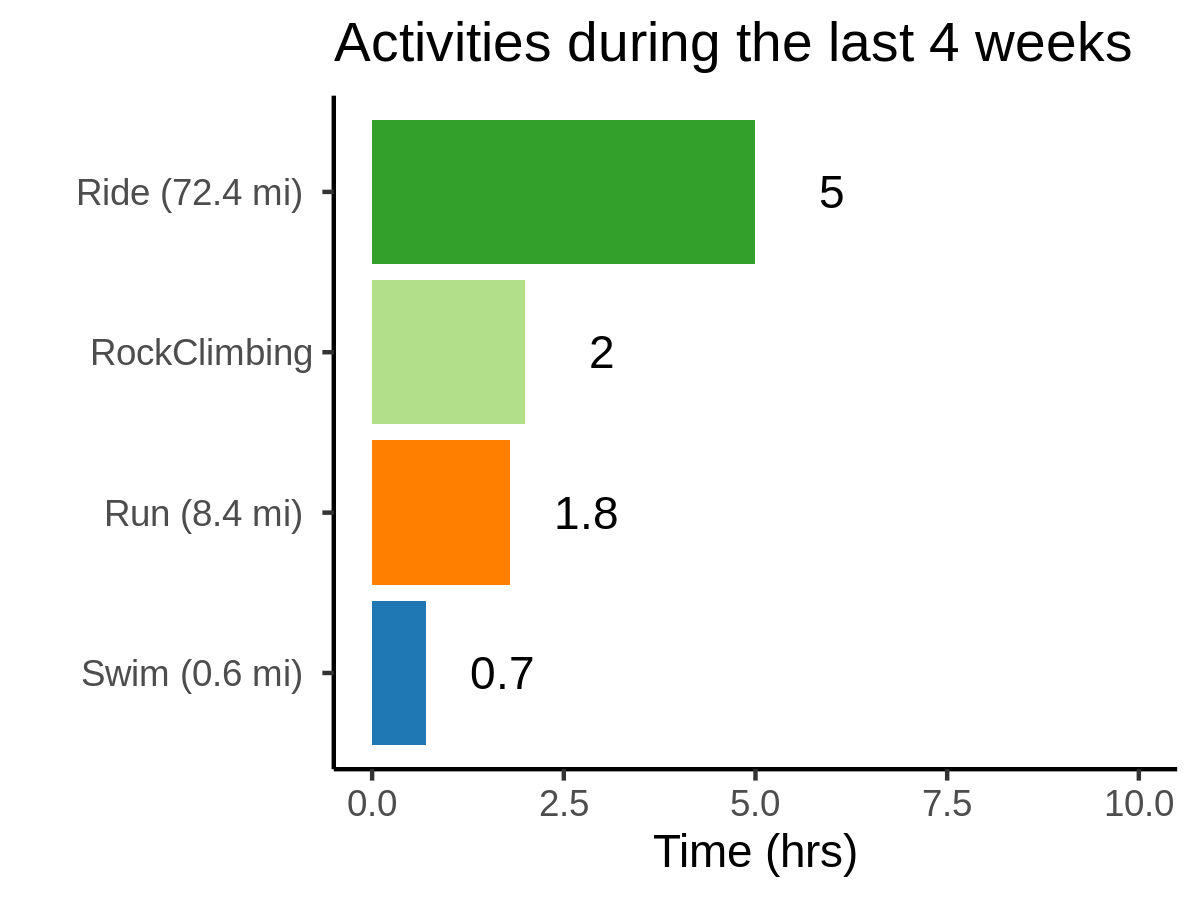 Activities during the last 4 weeks
Ride (72.4 mi)
5
RockClimbing
2
Run (8.4 mi)
1.8
Swim (0.6 mi)
0.7
0.0 2.5 5.0 7.5 10.0
Time (hrs)